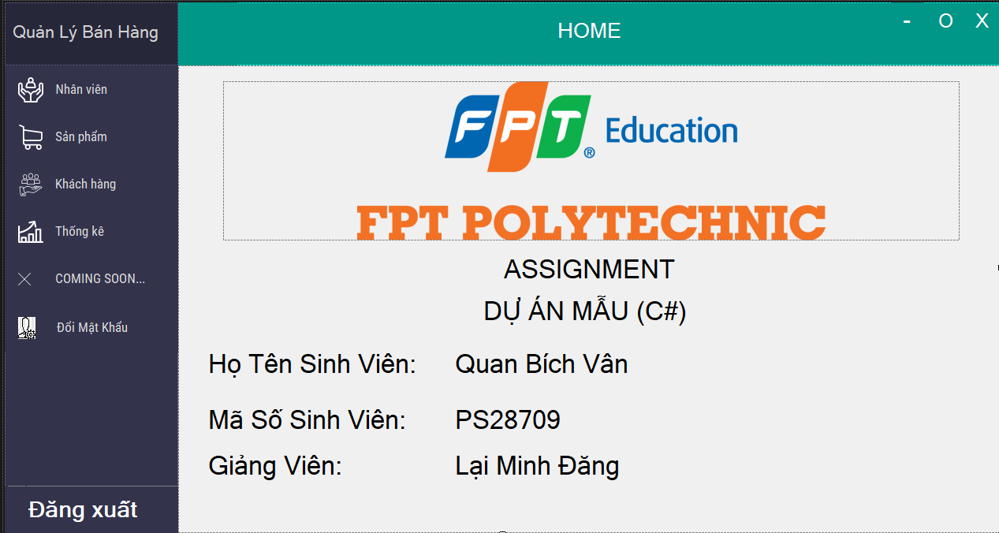 Quản Lý Bán Hàng
HOME
- O X
Nhân viên
Sản phẩm
Khách hàng
Thống kê
COMING SOON...
Đổi Mật Khẩu
Đăng xuất
FPT® Education
FPT POLYTECHNIC
ASSIGNMENT
DỰ ÁN MẪU (C#)
Họ Tên Sinh Viên: Quan Bích Vân
Mã Số Sinh Viên: PS28709
Giảng Viên: Lại Minh Đăng